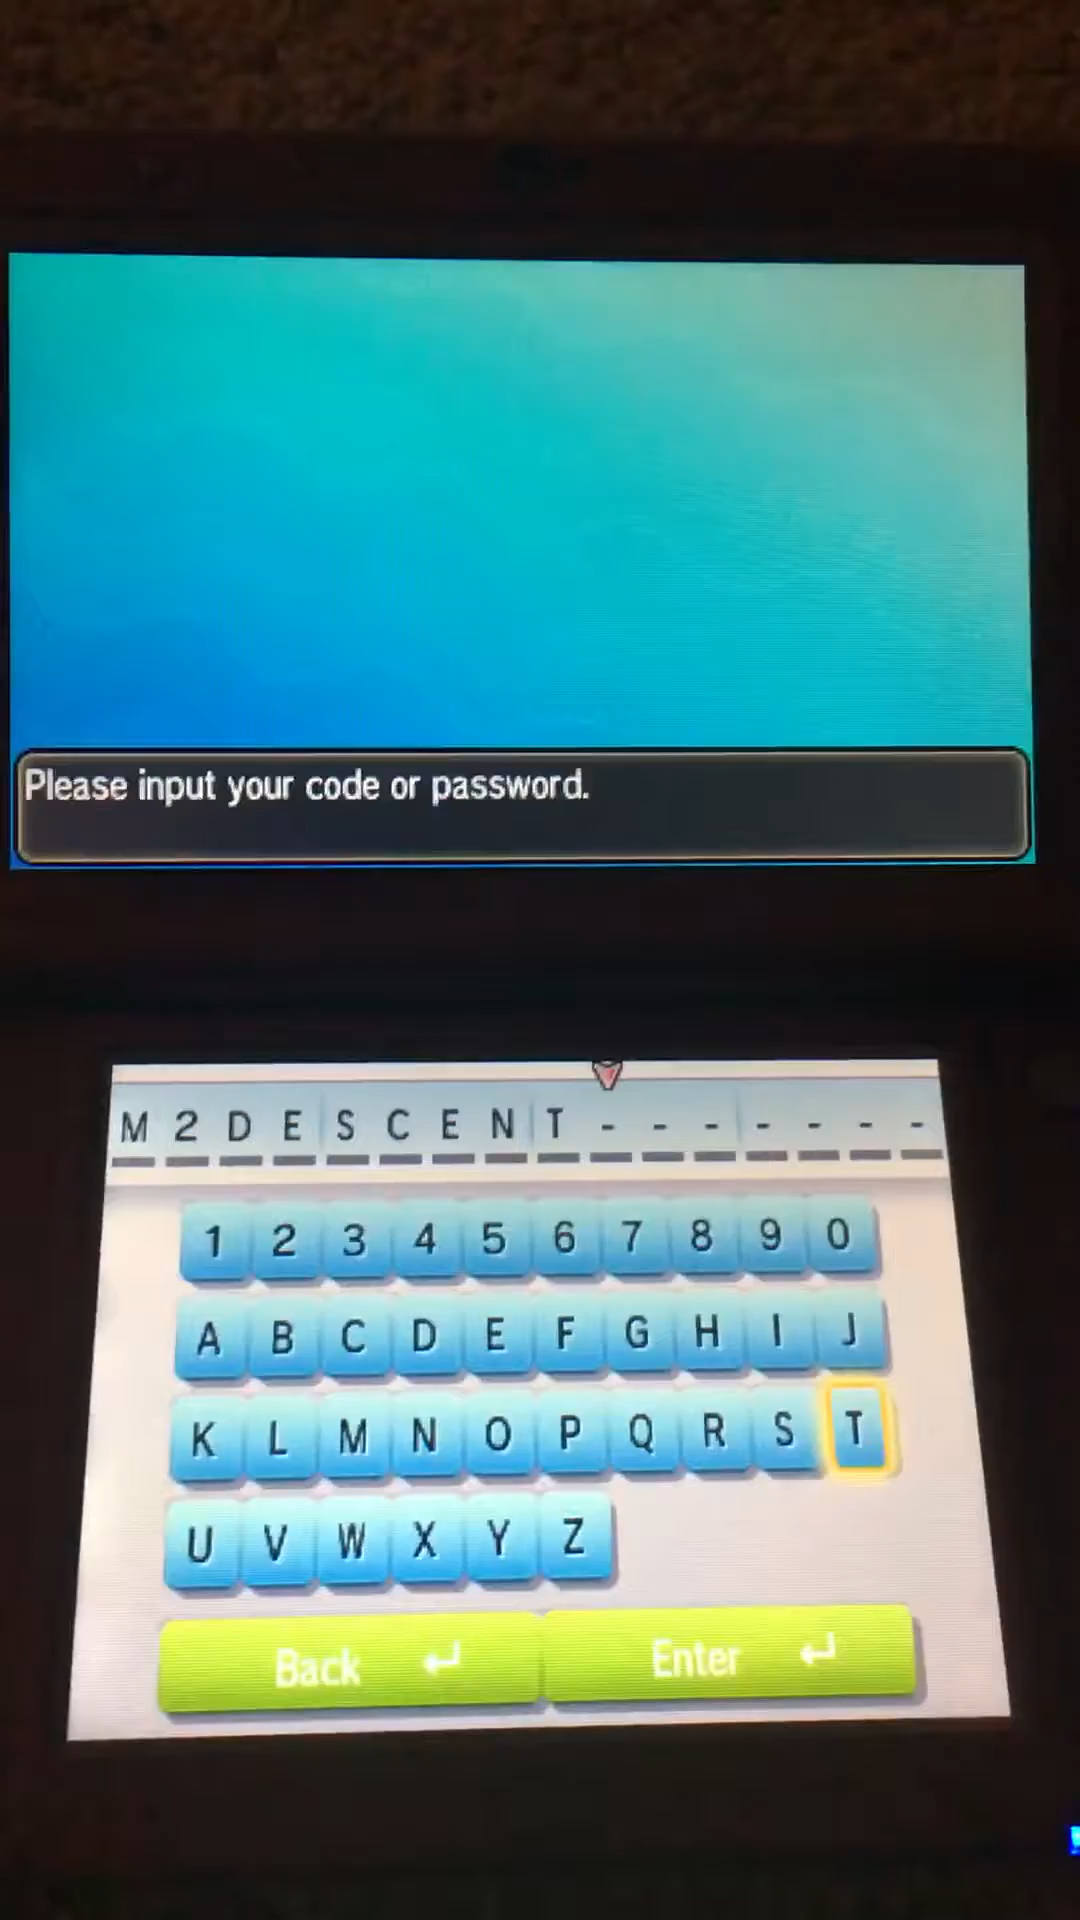 Please input your code or password.
M2DESCENT-------
1 2 3 4 5 6 7 8 9 0
A B C D E F G H I J
K L M N O P Q R S T
U V W X Y Z
Back Enter